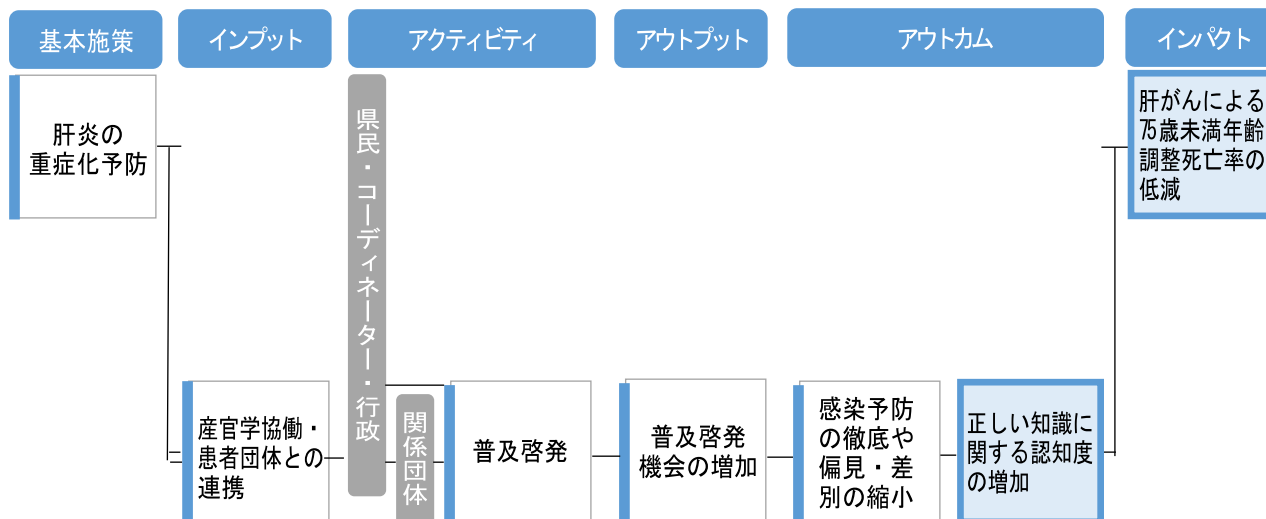 基本施策
インプット
アクティビティ
アウトプット
アウトカム
インパクト
肝炎の
重症化予防
県民・コーディネーター・行政
肝がんによる
75歳未満年齢
調整死亡率の
低減
産官学協働・
患者団体との
連携
関係団体
普及啓発
普及啓発
機会の増加
感染予防
の徹底や
偏見・差
別の縮小
正しい知識に
関する認知度
の増加